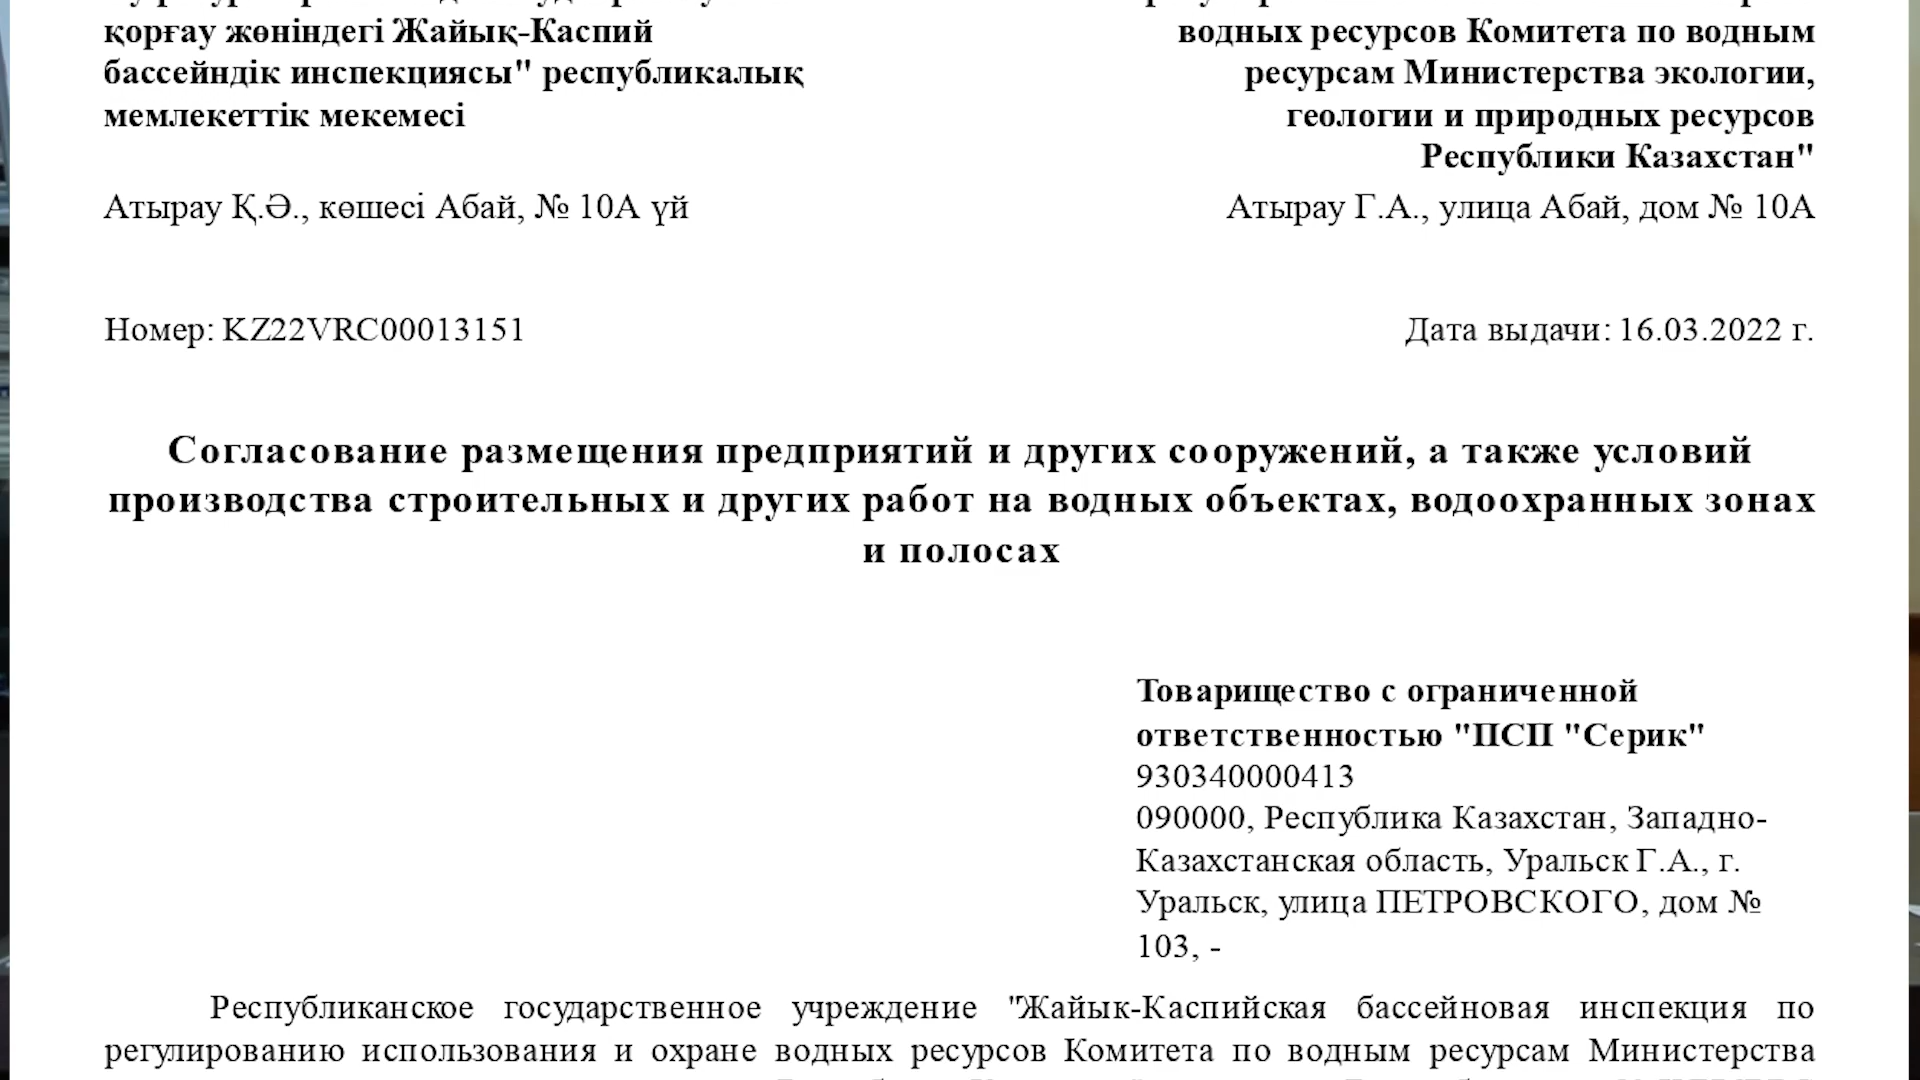 қорғау жөніндегі Жайық-Каспий
бассейндік инспекциясы" республикалық
мемлекеттік мекемесі
водных ресурсов Комитета по водным
ресурсам Министерства экологии,
геологии и природных ресурсов
Республики Казахстан"
Атырау Қ.Ә., көшесі Абай, № 10А үй
Атырау Г.А., улица Абай, дом № 10А
Номер: KZ22VRC00013151
Дата выдачи: 16.03.2022 г.
Согласование размещения предприятий и других сооружений, а также условий
производства строительных и других работ на водных объектах, водоохранных зонах
и полосах
Товарищество с ограниченной
ответственностью "ПСП "Серик"
930340000413
090000, Республика Казахстан, Западно-
Казахстанская область, Уральск Г.А., г.
Уральск, улица ПЕТРОВСКОГО, дом №
103, -
Республиканское государственное учреждение "Жайык-Каспийская бассейновая инспекция по
регулированию использования и охране водных ресурсов Комитета по водным ресурсам Министерства